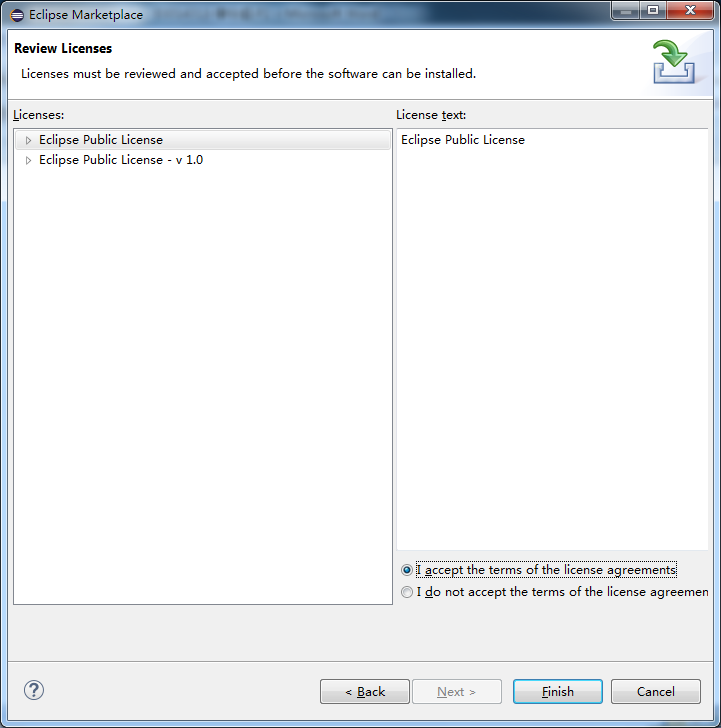 Eclipse Marketplace
Review Licenses
Licenses must be reviewed and accepted before the software can be installed.
Licenses:
License text:
Eclipse Public License
Eclipse Public License - v 1.0
Eclipse Public License
I accept the terms of the license agreements
I do not accept the terms of the license agreemen
?
< Back
Next >
Finish
Cancel